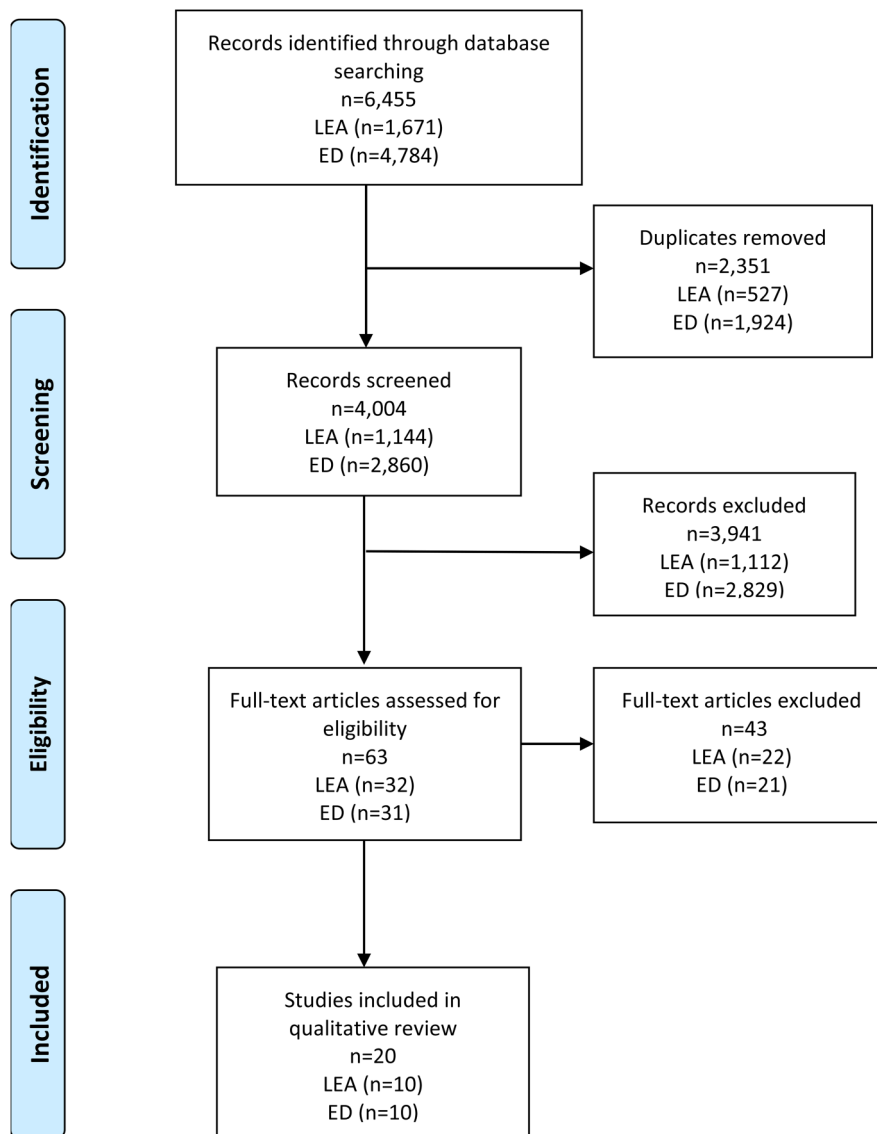 Identification
Records identified through database
searching
n=6,455
LEA (n=1,671)
ED (n=4,784)
Duplicates removed
n=2,351
LEA (n=527)
ED (n=1,924)
Screening
Records screened
n=4,004
LEA (n=1,144)
ED (n=2,860)
Records excluded
n=3,941
LEA (n=1,112)
ED (n=2,829)
Eligibility
Full-text articles assessed for
eligibility
n=63
LEA (n=32)
ED (n=31)
Full-text articles excluded
n=43
LEA (n=22)
ED (n=21)
Included
Studies included in
qualitative review
n=20
LEA (n=10)
ED (n=10)